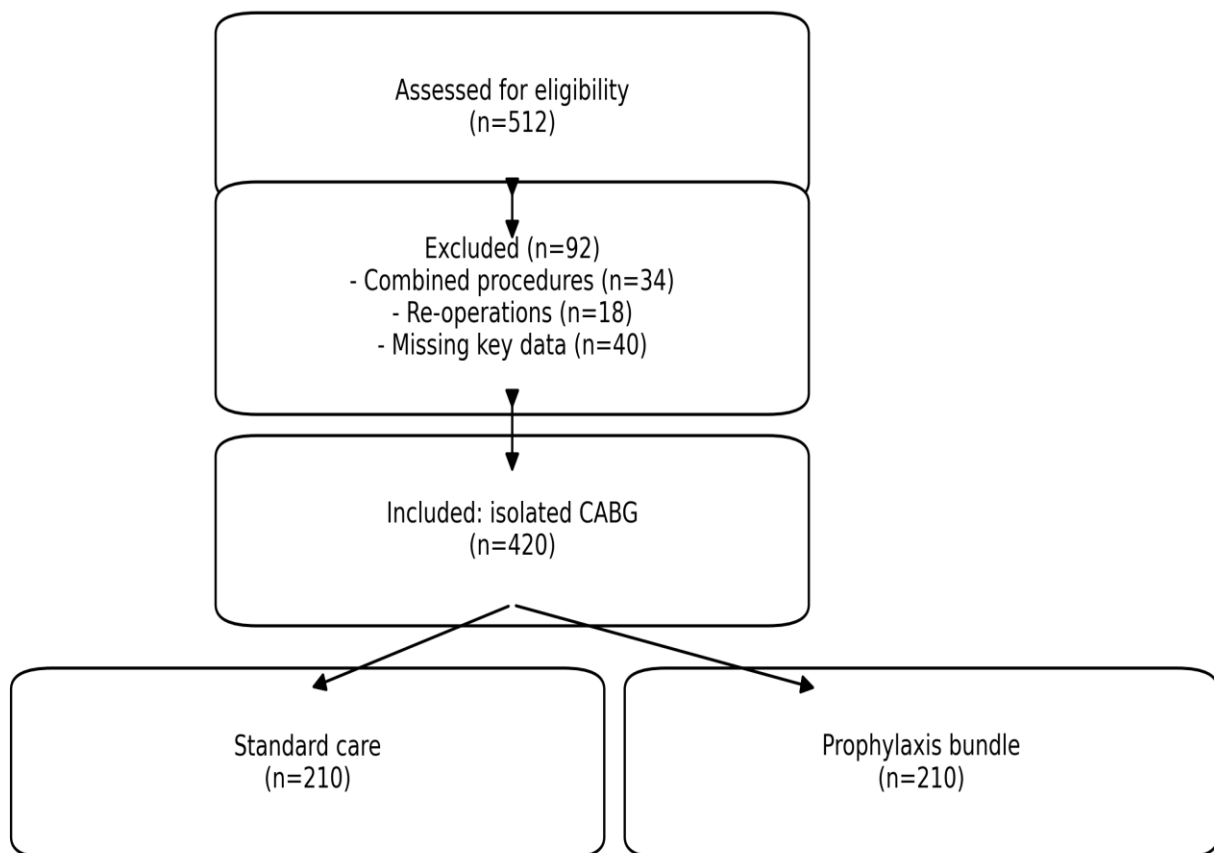 Assessed for eligibility
(n=512)
Excluded (n=92)
- Combined procedures (n=34)
- Re-operations (n=18)
- Missing key data (n=40)
Included: isolated CABG
(n=420)
Standard care
(n=210)
Prophylaxis bundle
(n=210)